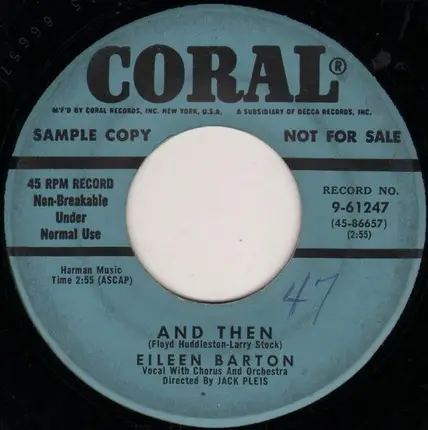 CORAL®
M'F'D BY CORAL RECORDS, INC. NEW YORK, U.S.A. A SUBSIDIARY OF DECCA RECORDS, INC.
SAMPLE COPY NOT FOR SALE
45 RPM RECORD
Non-Breakable
Under
Normal Use
RECORD NO.
9-61247
(45-86657)
(2:55)
Harman Music
Time 2:55 (ASCAP)
47
AND THEN
(Floyd Huddleston-Larry Stock)
EILEEN BARTON
Vocal With Chorus And Orchestra
Directed By JACK PLEIS